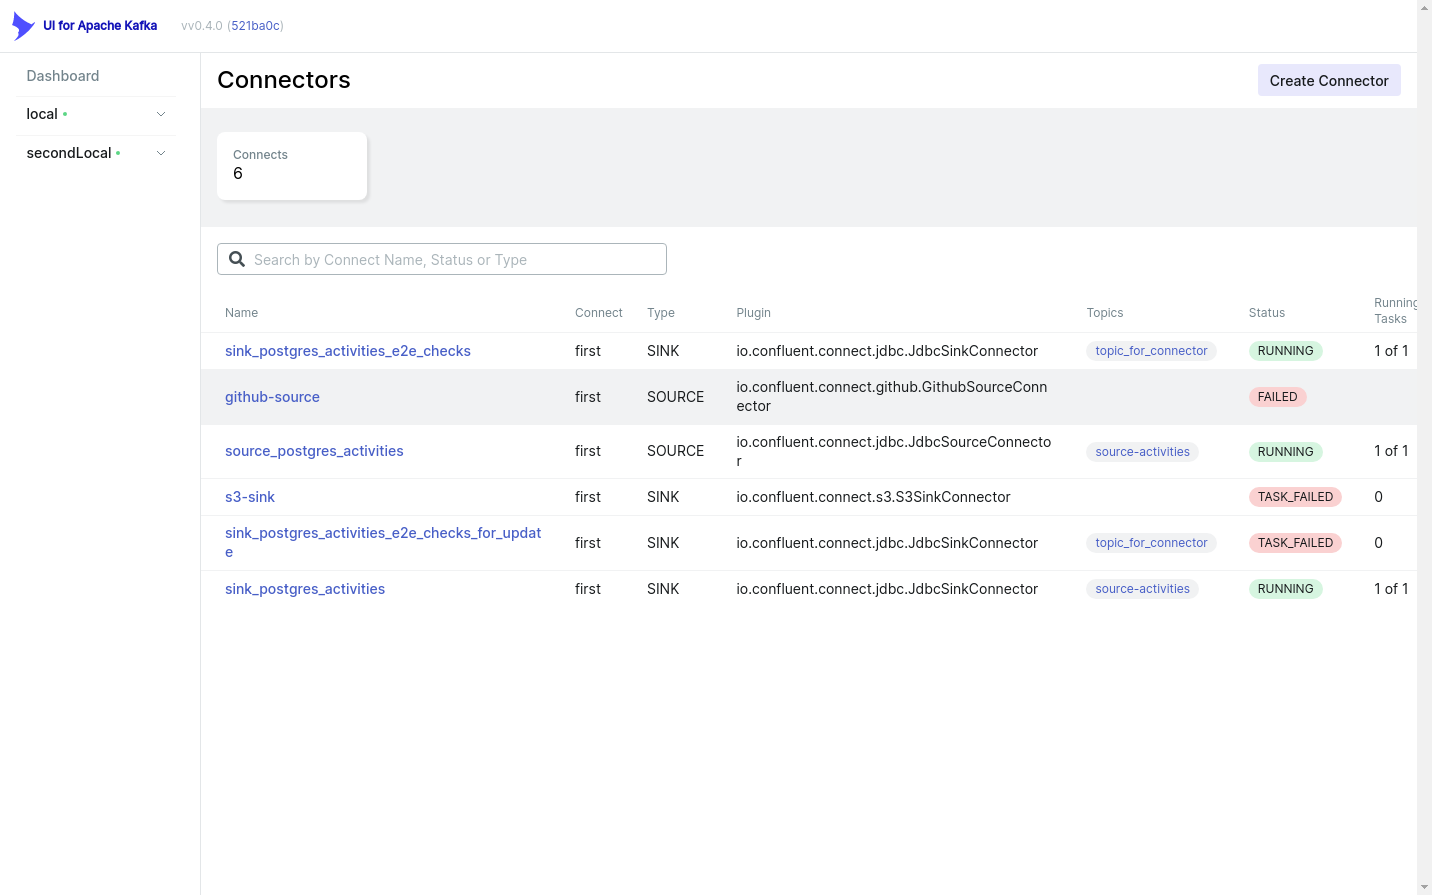 UI for Apache Kafka
vv0.4.0 (521ba0c)
Dashboard
local
secondLocal
Connectors
Create Connector
Connects
6
Search by Connect Name, Status or Type
Name Connect Type Plugin Topics Status Running
Tasks
sink_postgres_activities_e2e_checks first SINK io.confluent.connect.jdbc.JdbcSinkConnector topic_for_connector RUNNING 1 of 1
github-source first SOURCE io.confluent.connect.github.GithubSourceConn
ector FAILED
source_postgres_activities first SOURCE io.confluent.connect.jdbc.JdbcSourceConnecto
r source-activities RUNNING 1 of 1
s3-sink first SINK io.confluent.connect.s3.S3SinkConnector TASK_FAILED 0
sink_postgres_activities_e2e_checks_for_updat
e first SINK io.confluent.connect.jdbc.JdbcSinkConnector topic_for_connector TASK_FAILED 0
sink_postgres_activities first SINK io.confluent.connect.jdbc.JdbcSinkConnector source-activities RUNNING 1 of 1